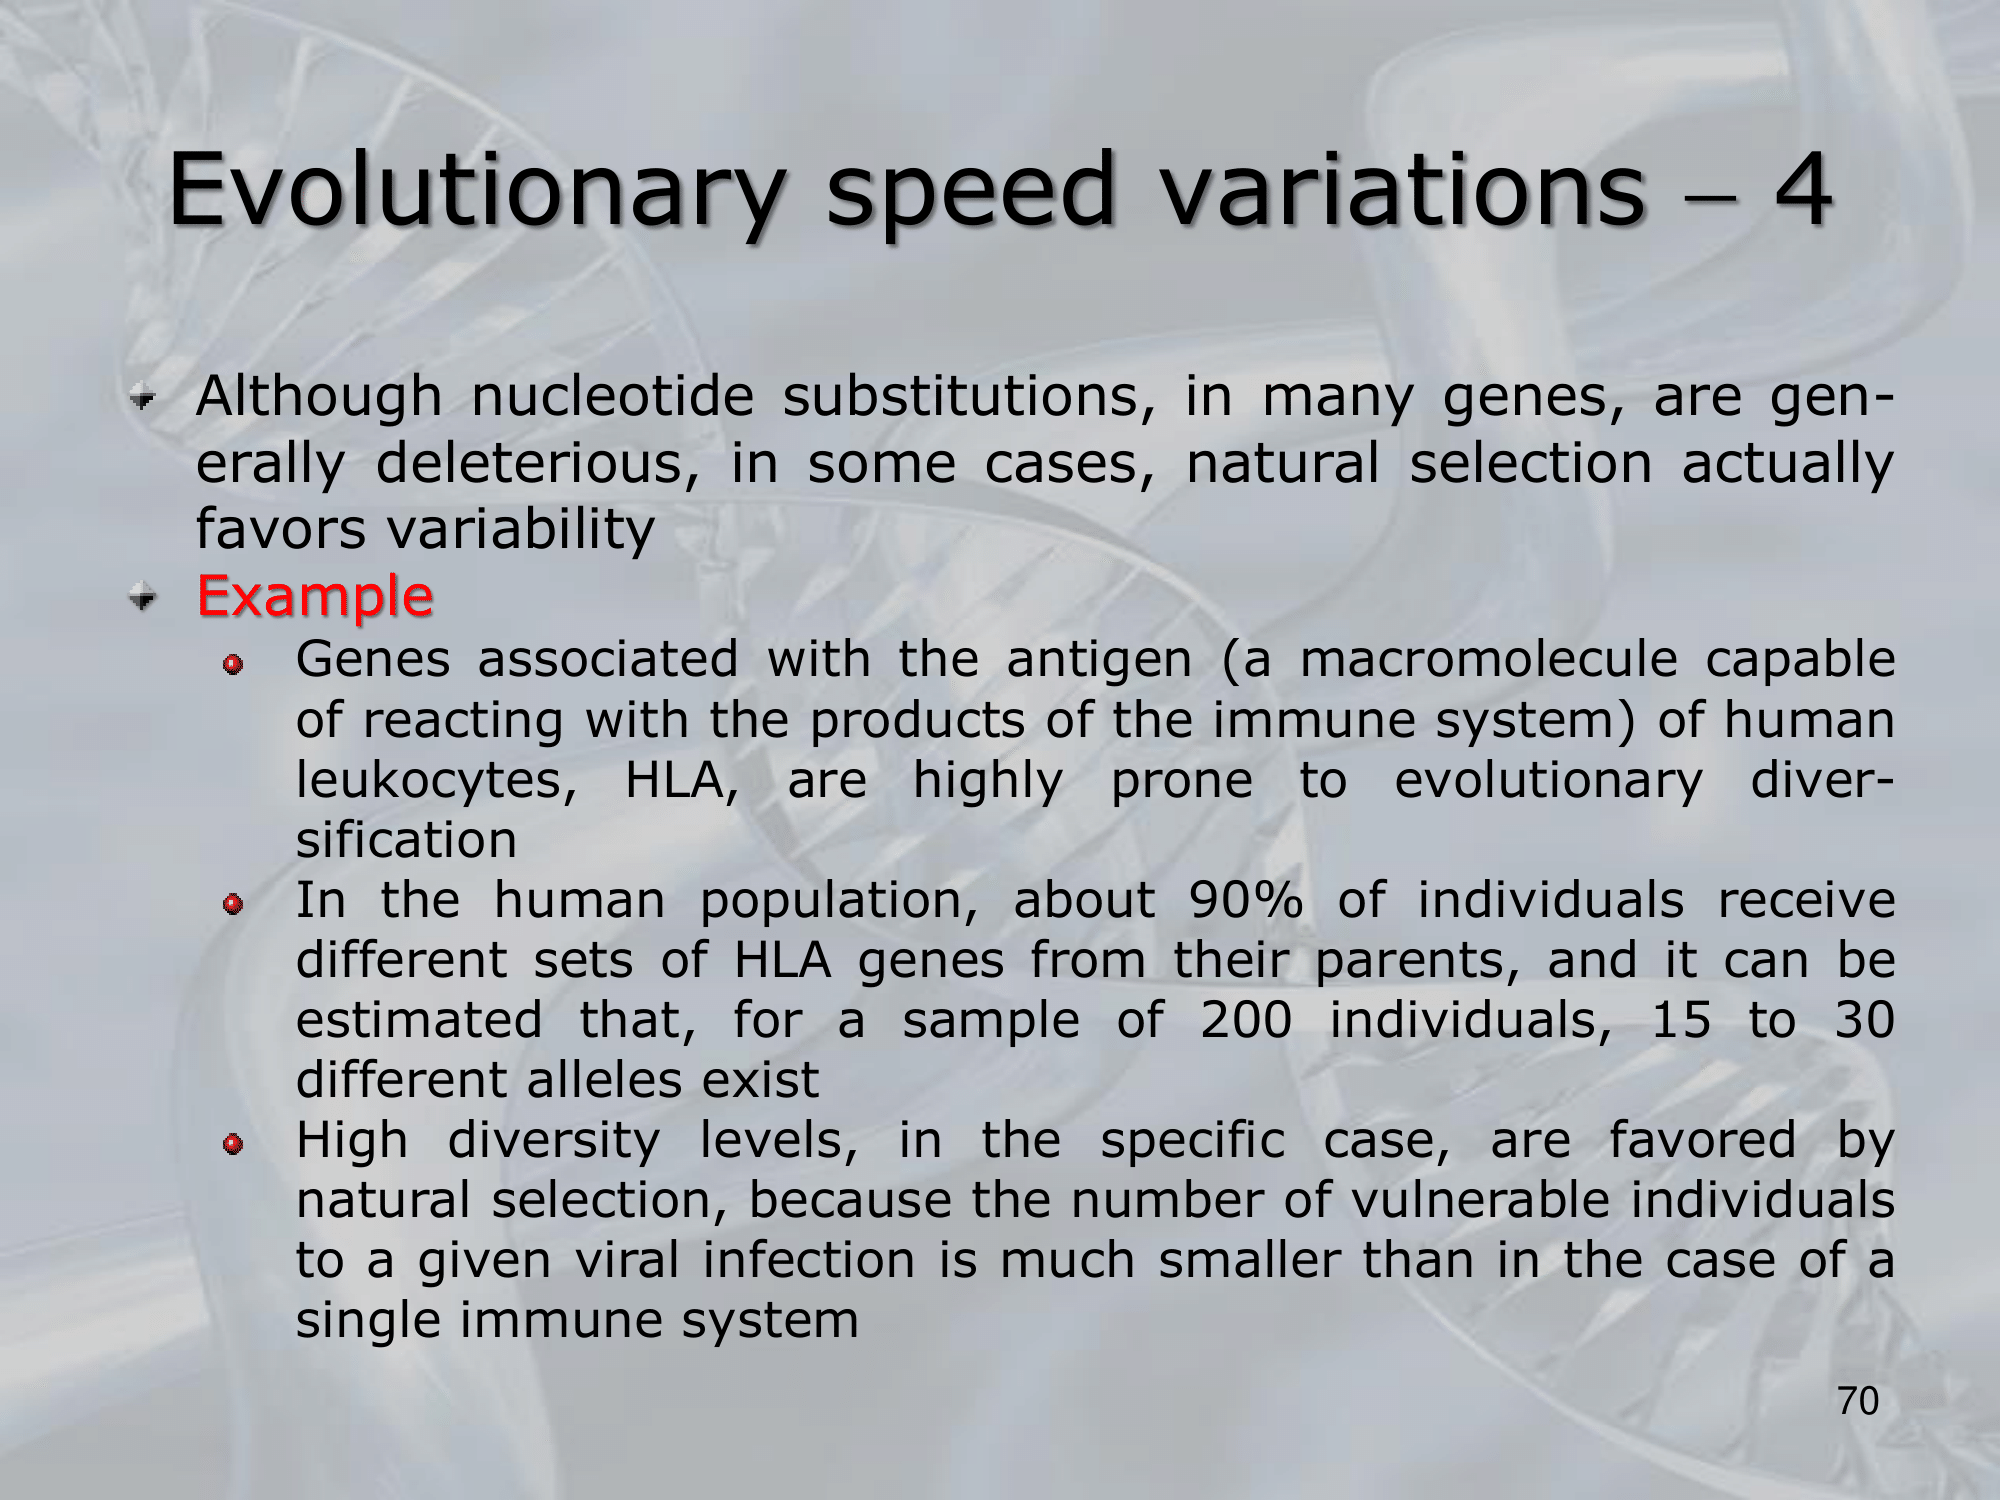 Evolutionary speed variations – 4
Although nucleotide substitutions, in many genes, are gen-
erally deleterious, in some cases, natural selection actually
favors variability
Example
Genes associated with the antigen (a macromolecule capable
of reacting with the products of the immune system) of human
leukocytes, HLA, are highly prone to evolutionary diver-
sification
In the human population, about 90% of individuals receive
different sets of HLA genes from their parents, and it can be
estimated that, for a sample of 200 individuals, 15 to 30
different alleles exist
High diversity levels, in the specific case, are favored by
natural selection, because the number of vulnerable individuals
to a given viral infection is much smaller than in the case of a
single immune system
70